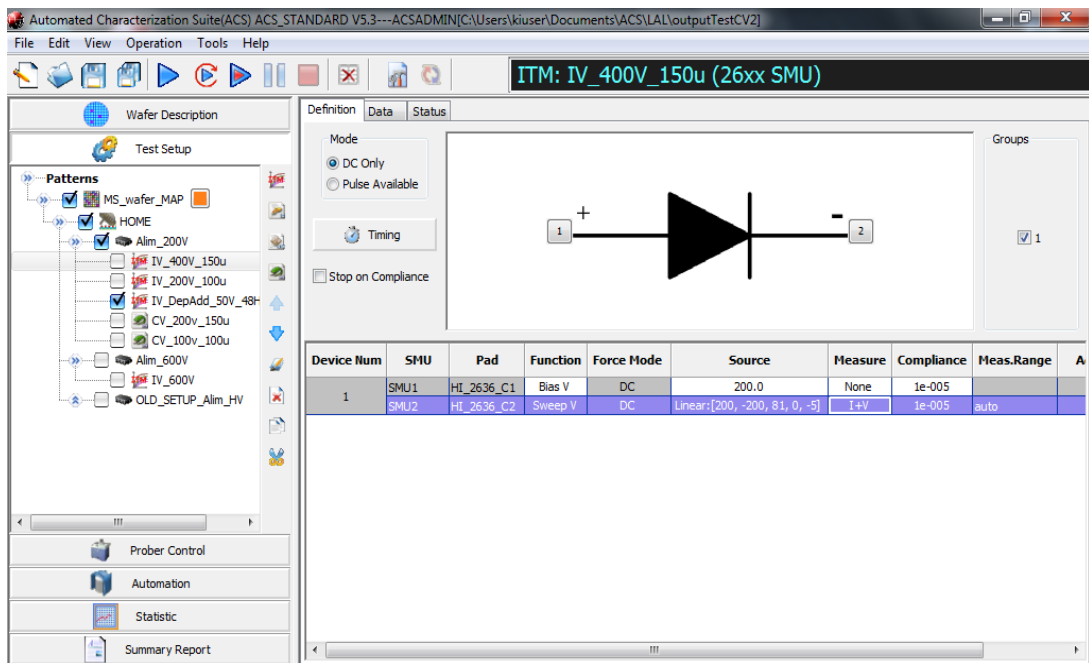 Automated Characterization Suite(ACS) ACS_STANDARD V5.3---ACSADMIN[C:\Users\kiuser\Documents\ACS\LAL\outputTestCV2]
File Edit View Operation Tools Help
ITM: IV_400V_150u (26xx SMU)
Wafer Description
Test Setup
Patterns
MS_wafer_MAP
HOME
Alim_200V
IV_400V_150u
IV_200V_100u
IV_DepAdd_50V_48H
CV_200v_150u
CV_100v_100u
Alim_600V
IV_600V
OLD_SETUP_Alim_HV
Prober Control
Automation
Statistic
Summary Report
Definition Data Status
Mode
DC Only
Pulse Available
Timing
Stop on Compliance
1 + - 2
Groups
1
Device Num SMU Pad Function Force Mode Source Measure Compliance Meas.Range A
1 SMU1 HI_2636_C1 Bias V DC 200.0 None 1e-005
SMU2 HI_2636_C2 Sweep V DC Linear:[200, -200, 81, 0, -5] I+V 1e-005 auto